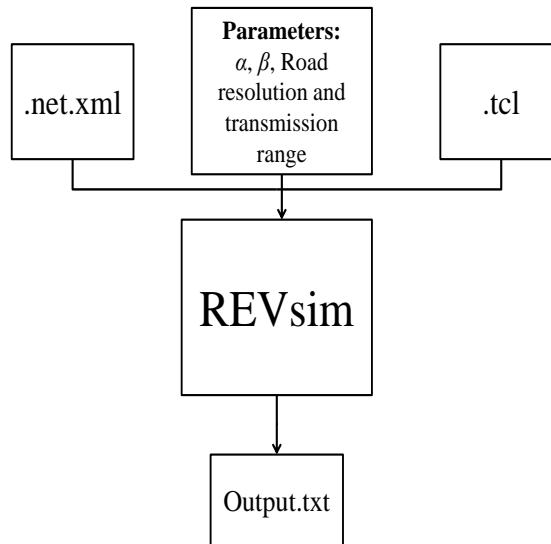 .net.xml
Parameters:
α, β, Road
resolution and
transmission
range
.tcl
REVsim
Output.txt